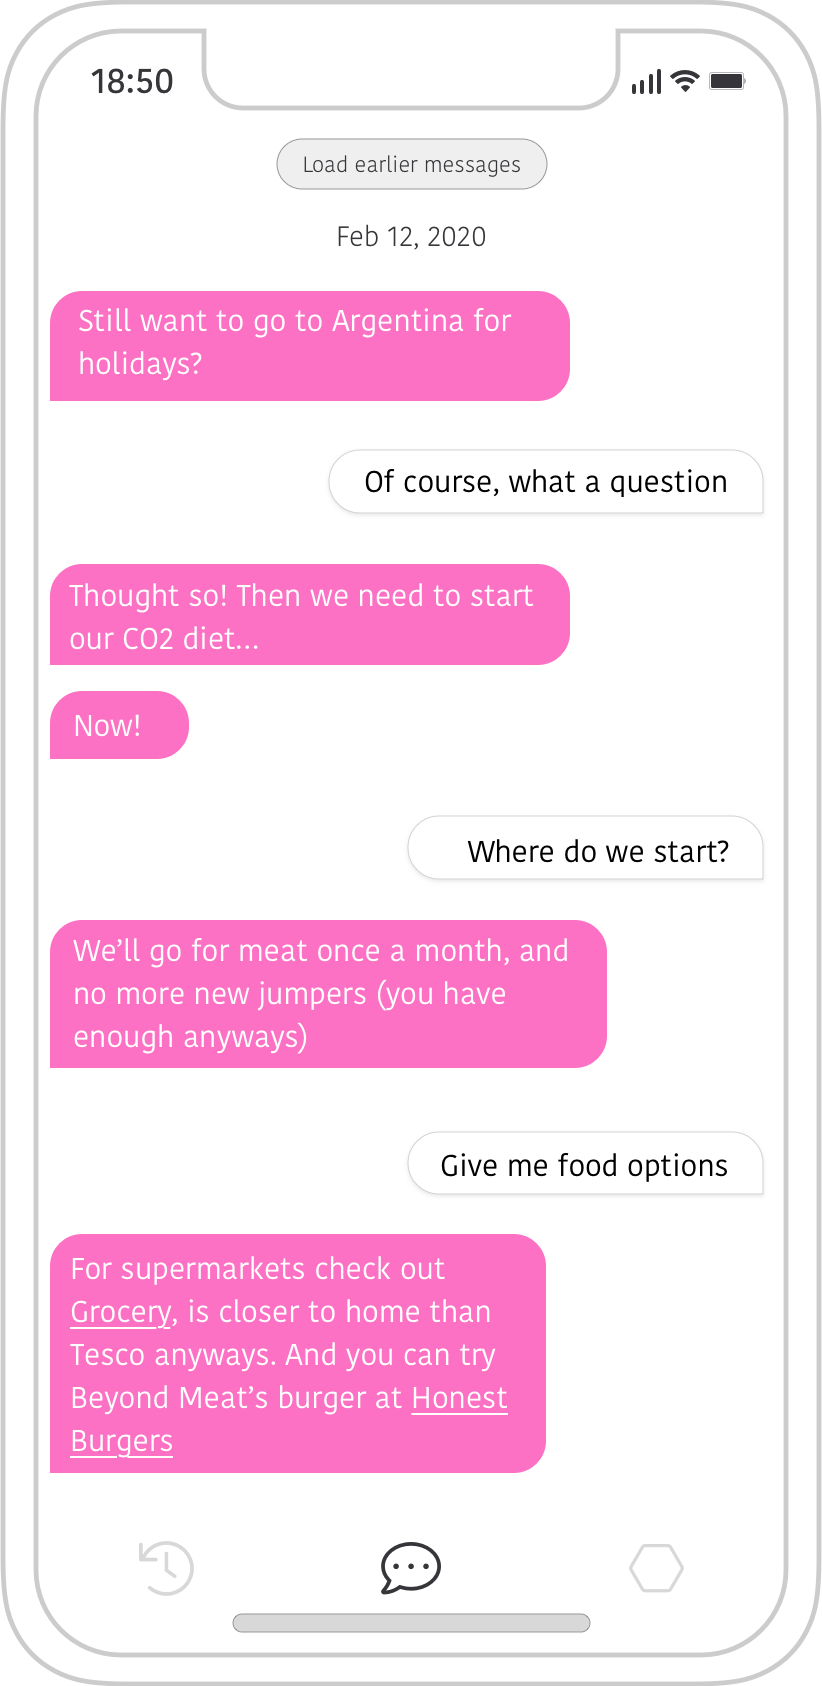 18:50
Load earlier messages
Feb 12, 2020
Still want to go to Argentina for
holidays?
Of course, what a question
Thought so! Then we need to start
our CO2 diet...
Now!
Where do we start?
We’ll go for meat once a month, and
no more new jumpers (you have
enough anyways)
Give me food options
For supermarkets check out
Grocery, is closer to home than
Tesco anyways. And you can try
Beyond Meat’s burger at Honest
Burgers